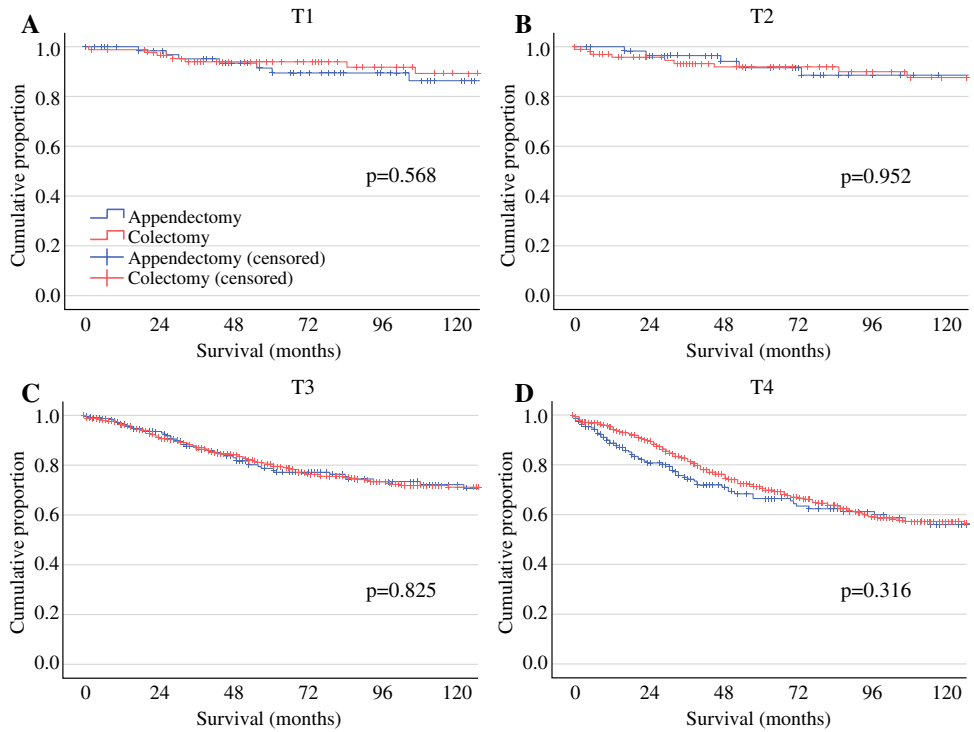 A
T1
1.0
0.8
0.6
0.4
0.2
0.0
Cumulative proportion
p=0.568
Appendectomy
Colectomy
Appendectomy (censored)
Colectomy (censored)
0 24 48 72 96 120
Survival (months)
B
T2
1.0
0.8
0.6
0.4
0.2
0.0
Cumulative proportion
p=0.952
0 24 48 72 96 120
Survival (months)
C
T3
1.0
0.8
0.6
0.4
0.2
0.0
Cumulative proportion
p=0.825
0 24 48 72 96 120
Survival (months)
D
T4
1.0
0.8
0.6
0.4
0.2
0.0
Cumulative proportion
p=0.316
0 24 48 72 96 120
Survival (months)